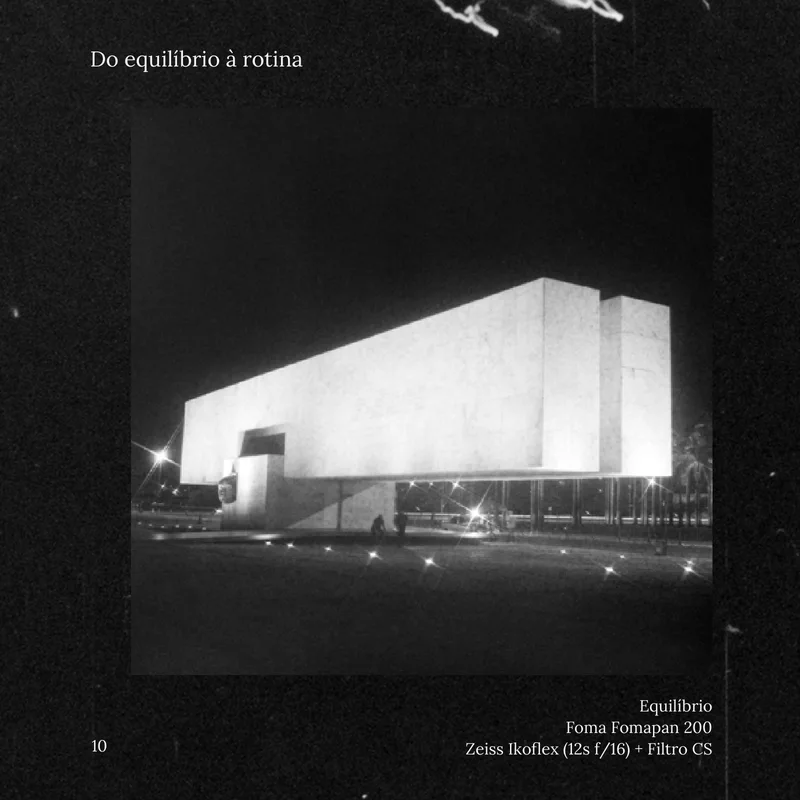 Do equilíbrio à rotina
Equilíbrio
Foma Fomapan 200
Zeiss Ikoflex (12s f/16) + Filtro CS
10